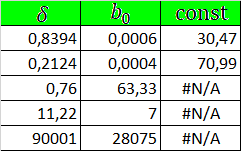 δ b₀ const
0,8394 0,0006 30,47
0,2124 0,0004 70,99
0,76 63,33 #N/A
11,22 7 #N/A
90001 28075 #N/A